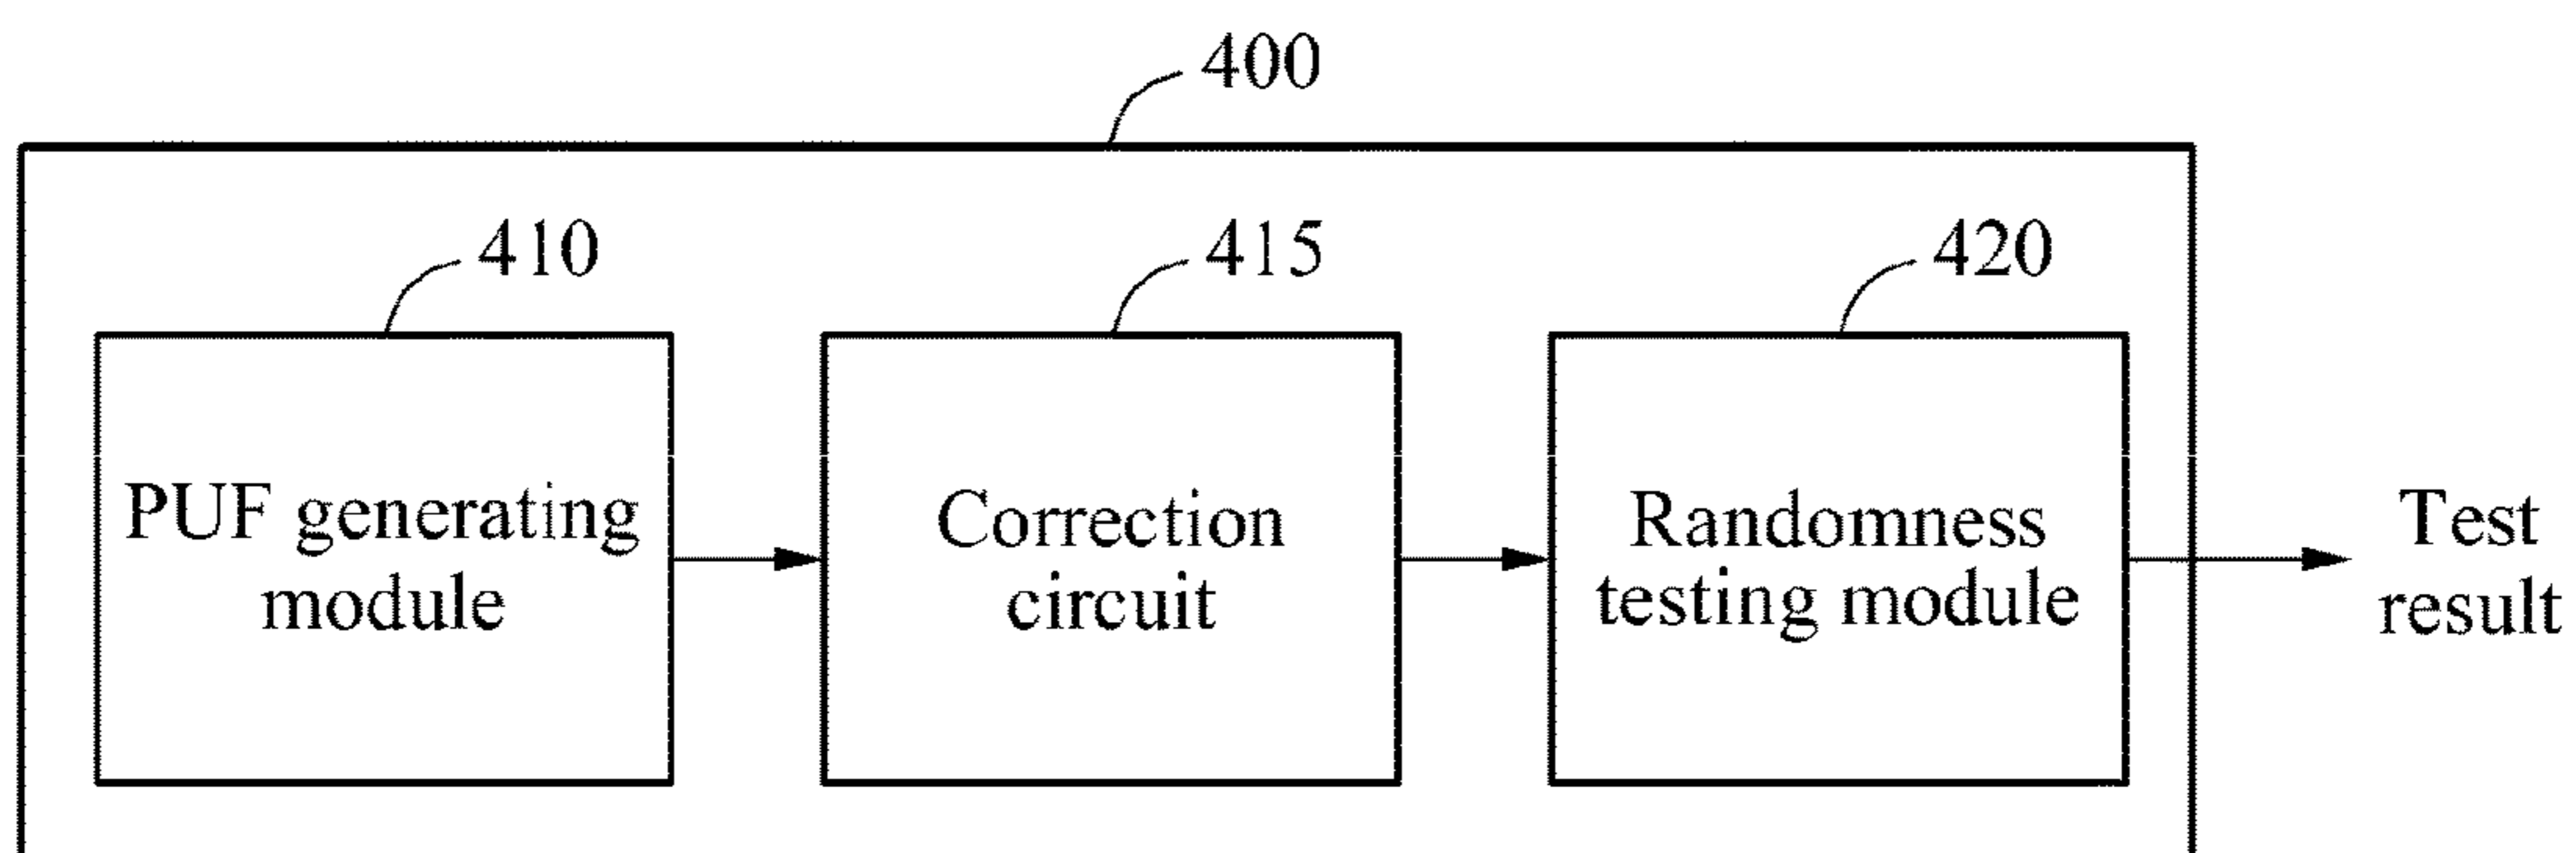 400
410
415
420
PUF generating
module
Correction
circuit
Randomness
testing module
Test
result